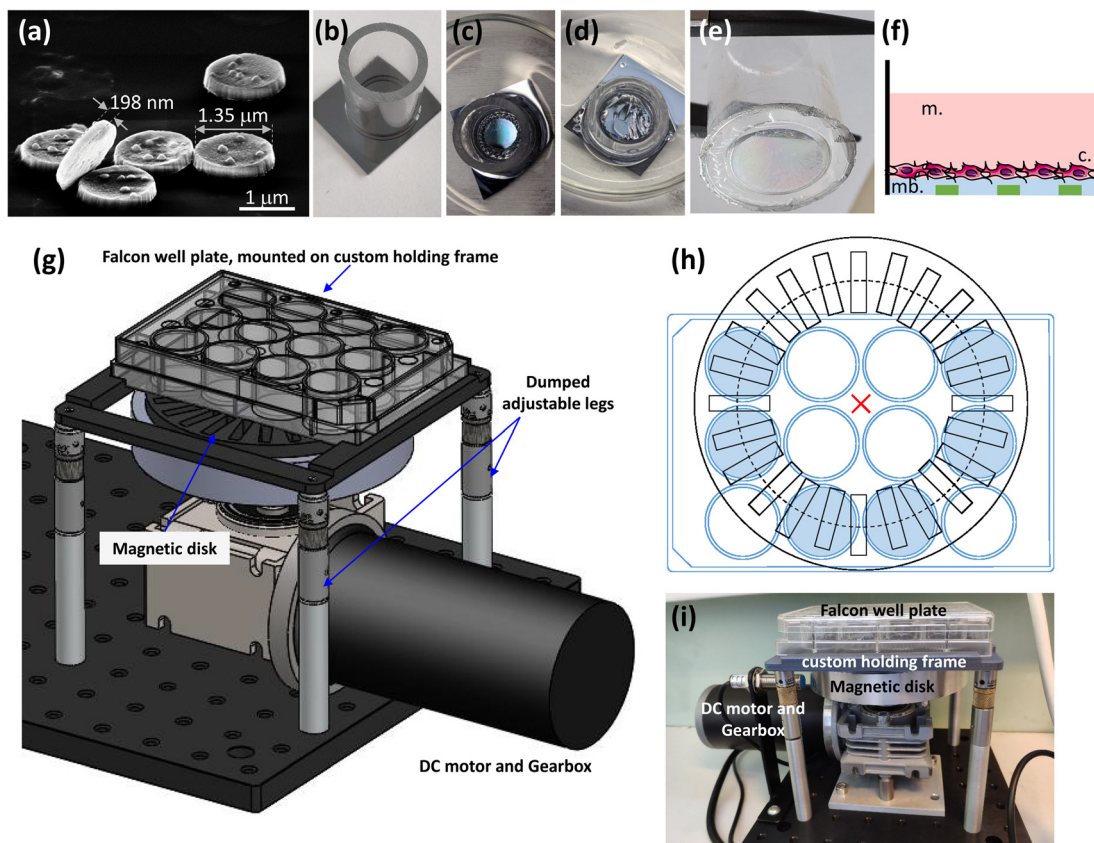 (a)
198 nm
1.35 μm
1 μm
(b)
(c)
(d)
(e)
(f)
m.
c.
mb.
(g)
Falcon well plate, mounted on custom holding frame
Dumped
adjustable legs
Magnetic disk
DC motor and Gearbox
(h)
(i)
Falcon well plate
custom holding frame
Magnetic disk
DC motor and
Gearbox